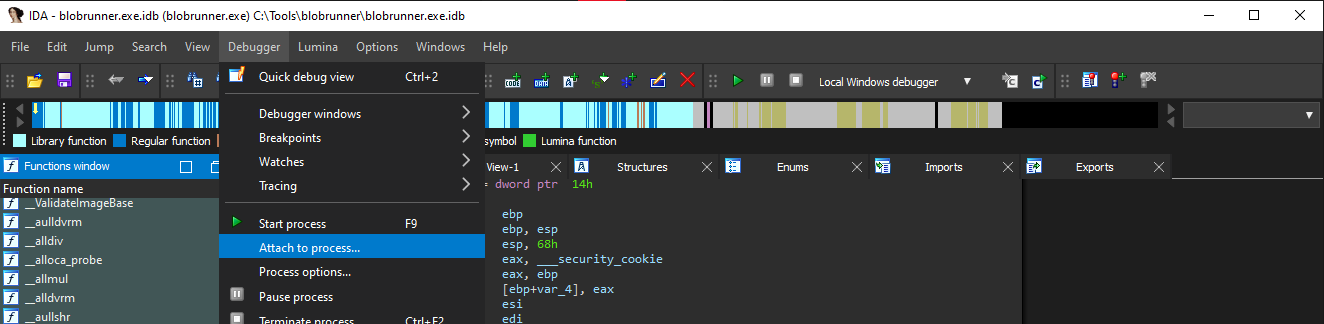 IDA - blobrunner.exe.idb (blobrunner.exe) C:\Tools\blobrunner\blobrunner.exe.idb
File Edit Jump Search View Debugger Lumina Options Windows Help
Quick debug view Ctrl+2
Local Windows debugger
Debugger windows
Library function Regular function symbol Lumina function
Breakpoints
Watches
Tracing
Functions window View-1 Structures Enums Imports Exports
Function name
= dword ptr 14h
__ValidateImageBase
__aulldvrm
__alldiv
__alloca_probe
__allmul
__alldvrm
__aullshr
Start process F9
Attach to process...
Process options...
Pause process
Terminate process Ctrl+F2
ebp
ebp, esp
esp, 68h
eax, ___security_cookie
eax, ebp
[ebp+var_4], eax
esi
edi